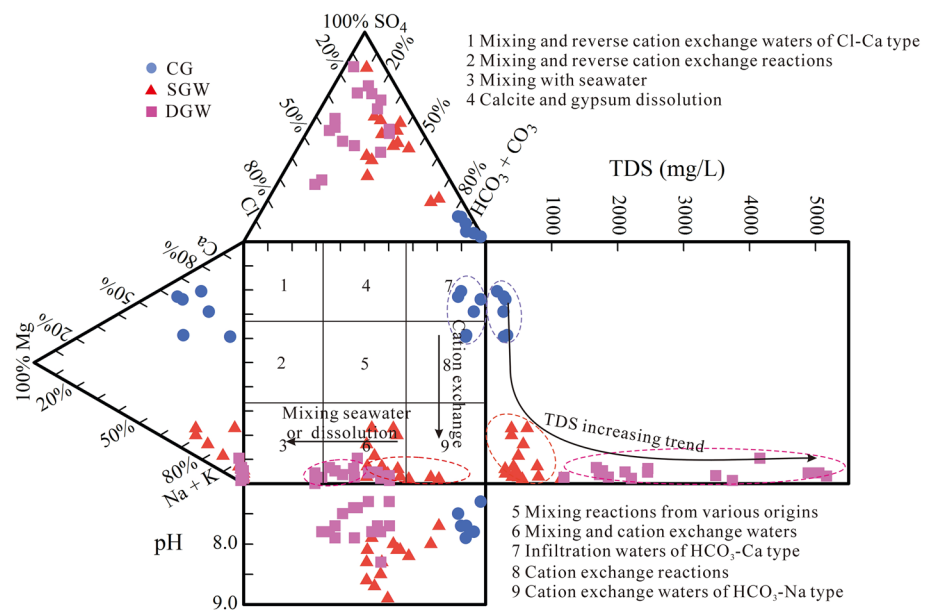 100% SO₄
20%
20%
50%
50%
80%
80%
Cl
HCO₃ + CO₃
CG
SGW
DGW
1 Mixing and reverse cation exchange waters of Cl-Ca type
2 Mixing and reverse cation exchange reactions
3 Mixing with seawater
4 Calcite and gypsum dissolution
TDS (mg/L)
1000
2000
3000
4000
5000
Ca
80%
50%
20%
100% Mg
20%
50%
80%
Na + K
1
4
7
2
5
8
3
6
9
Cation exchange
Mixing seawater
or dissolution
TDS increasing trend
pH
8.0
9.0
5 Mixing reactions from various origins
6 Mixing and cation exchange waters
7 Infiltration waters of HCO₃-Ca type
8 Cation exchange reactions
9 Cation exchange waters of HCO₃-Na type